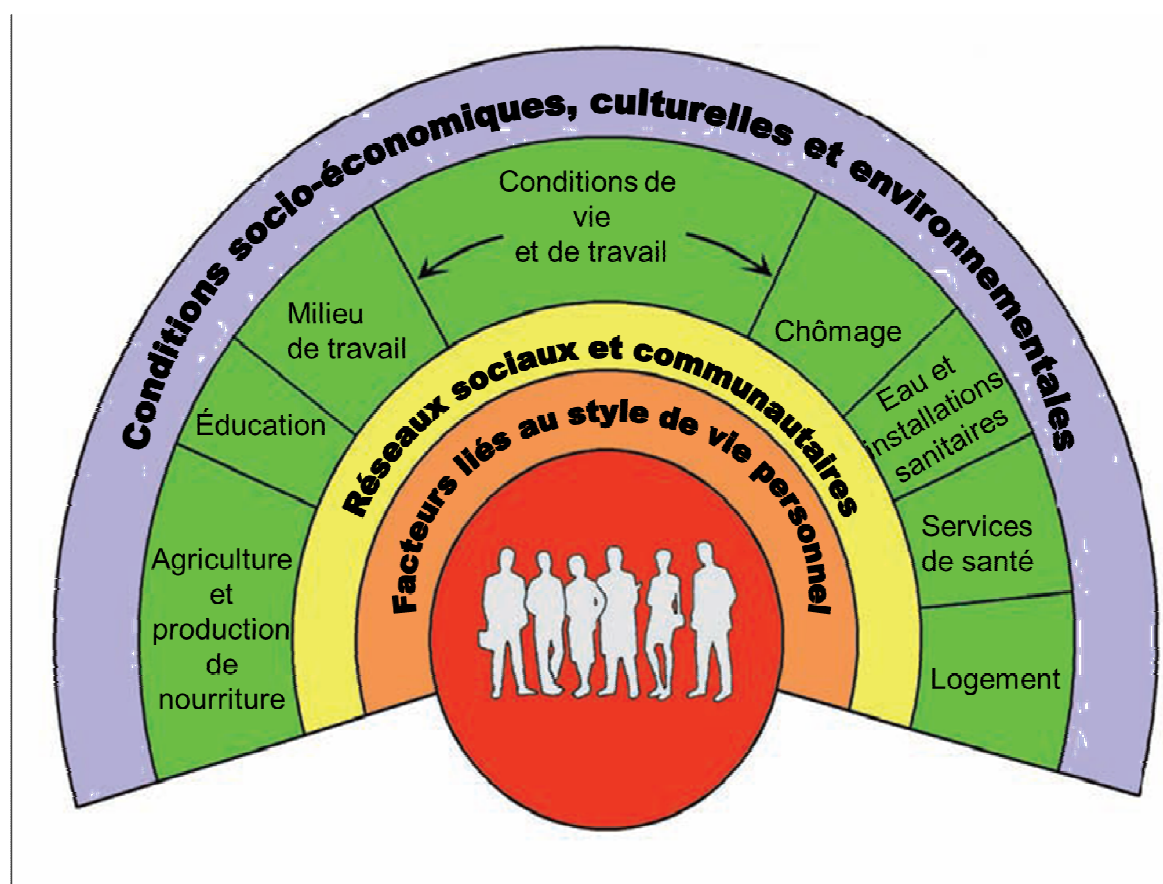 Conditions socio-économiques, culturelles et environnementales
Conditions de
vie
et de travail
Milieu
de travail
Chômage
Éducation
Eau et
installations
sanitaires
Réseaux sociaux et communautaires
Facteurs liés au style de vie personnel
Agriculture
et
production
de
nourriture
Services
de santé
Logement